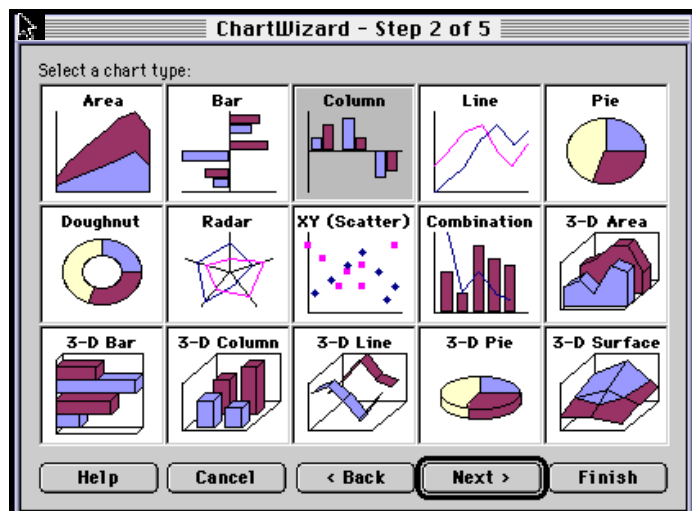 ChartWizard - Step 2 of 5
Select a chart type:
Area Bar Column Line Pie
Doughnut Radar XY (Scatter) Combination 3-D Area
3-D Bar 3-D Column 3-D Line 3-D Pie 3-D Surface
Help Cancel < Back Next > Finish